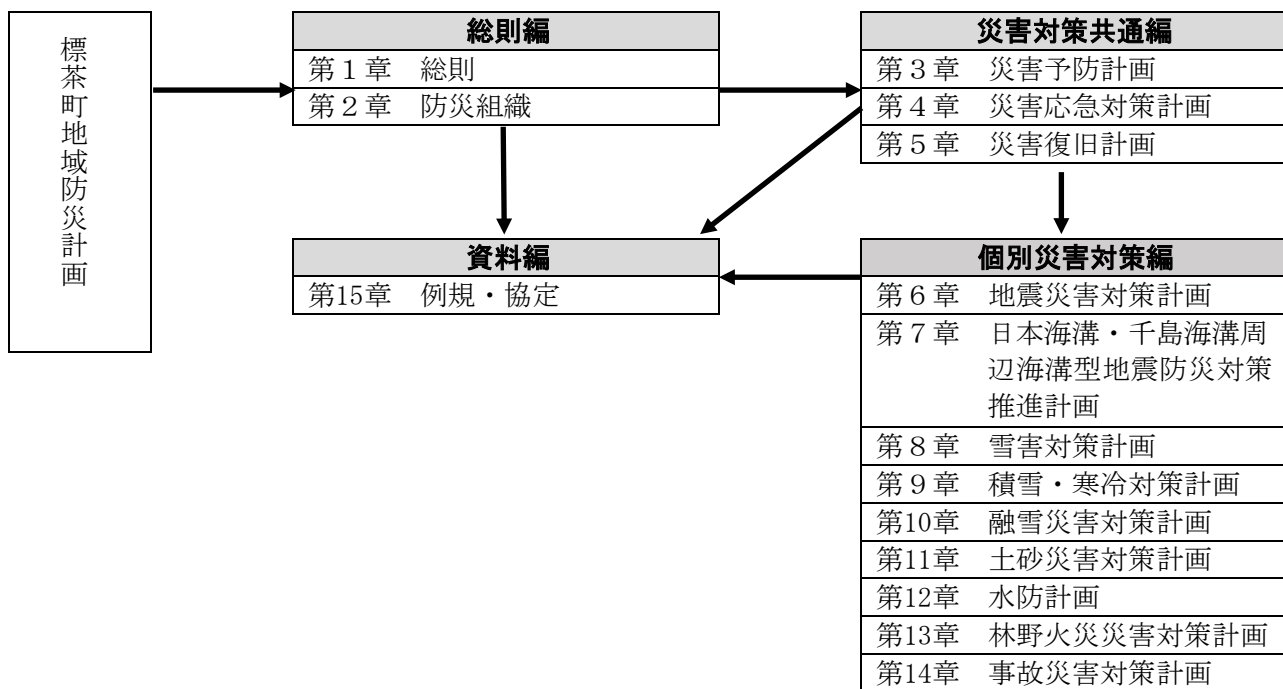 標茶町地域防災計画
総則編
第１章　総則
第２章　防災組織
災害対策共通編
第３章　災害予防計画
第４章　災害応急対策計画
第５章　災害復旧計画
資料編
第15章　例規・協定
個別災害対策編
第６章　地震災害対策計画
第７章　日本海溝・千島海溝周
辺海溝型地震防災対策
推進計画
第８章　雪害対策計画
第９章　積雪・寒冷対策計画
第10章　融雪災害対策計画
第11章　土砂災害対策計画
第12章　水防計画
第13章　林野火災災害対策計画
第14章　事故災害対策計画